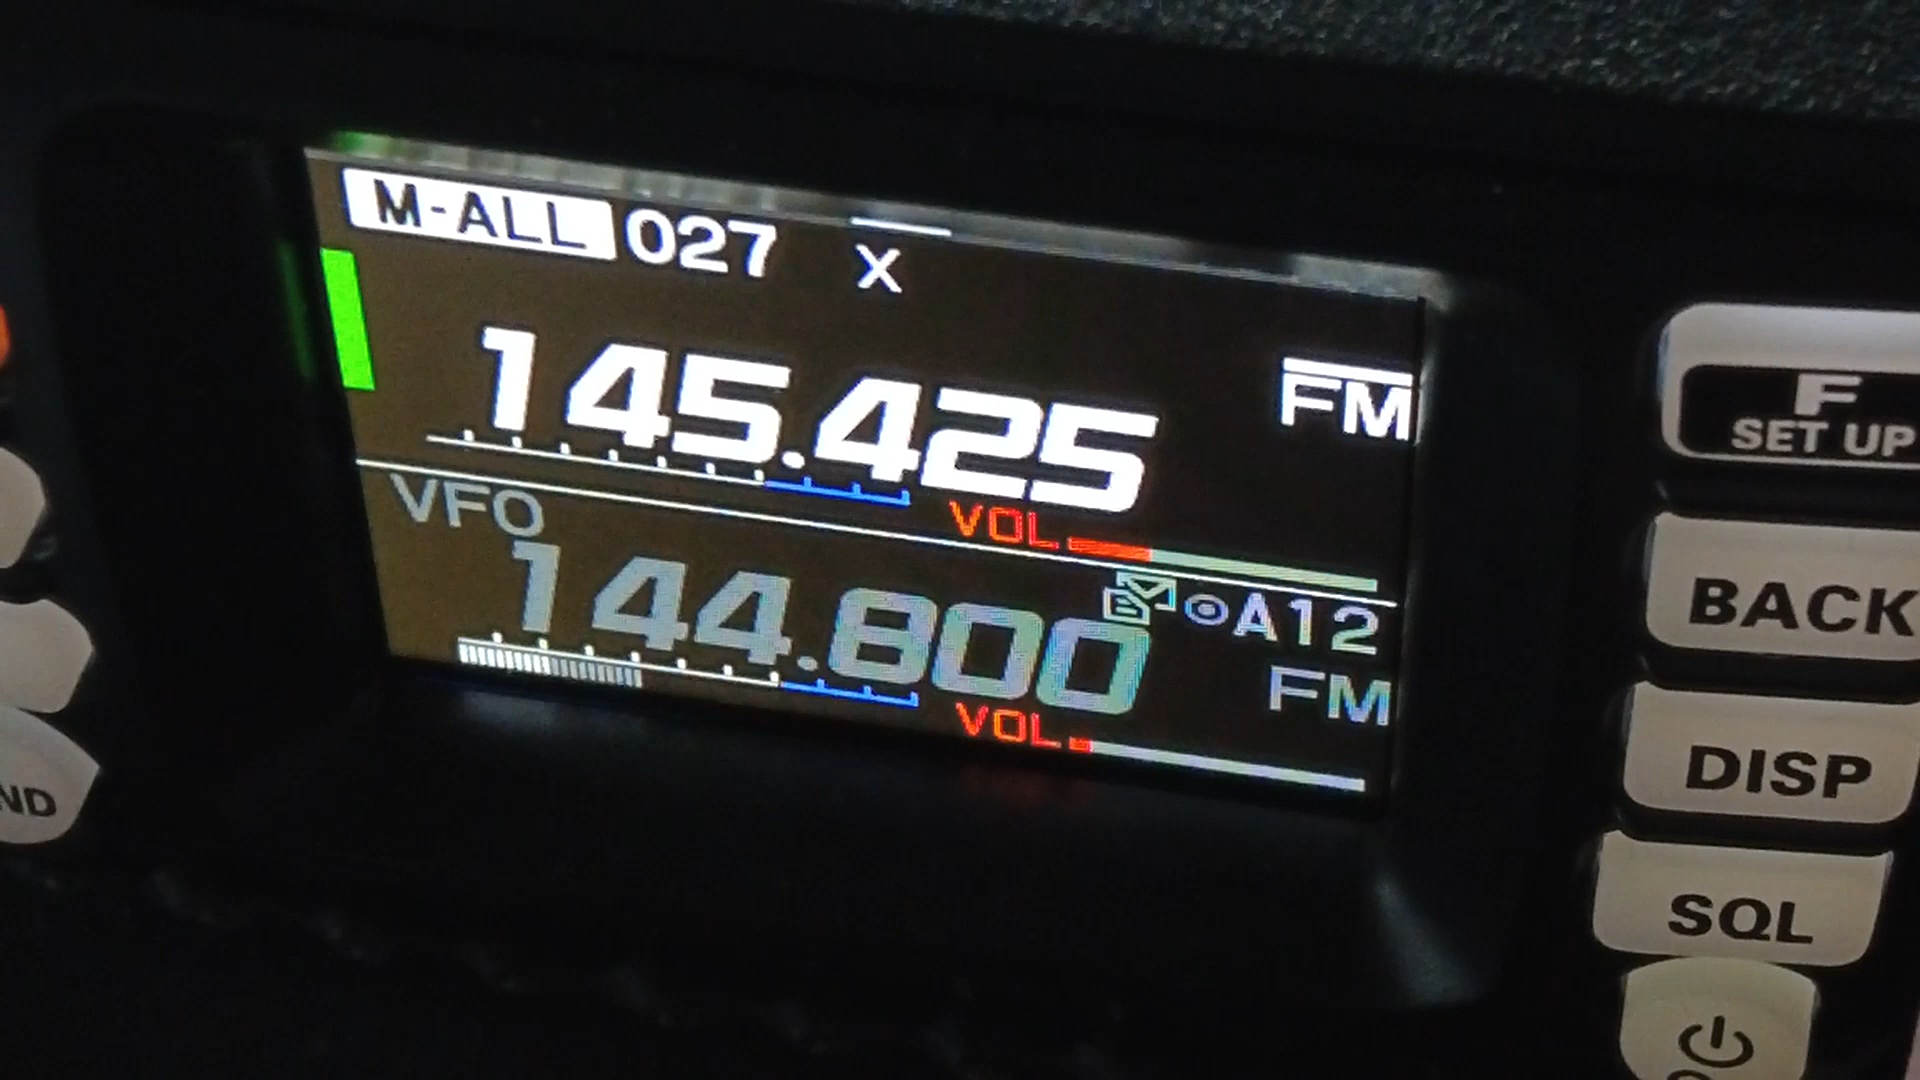 M-ALL 027 X
145.425 FM
VOL
VFO
A12
144.800 FM
VOL
F
SET UP
BACK
DISP
SQL
ND